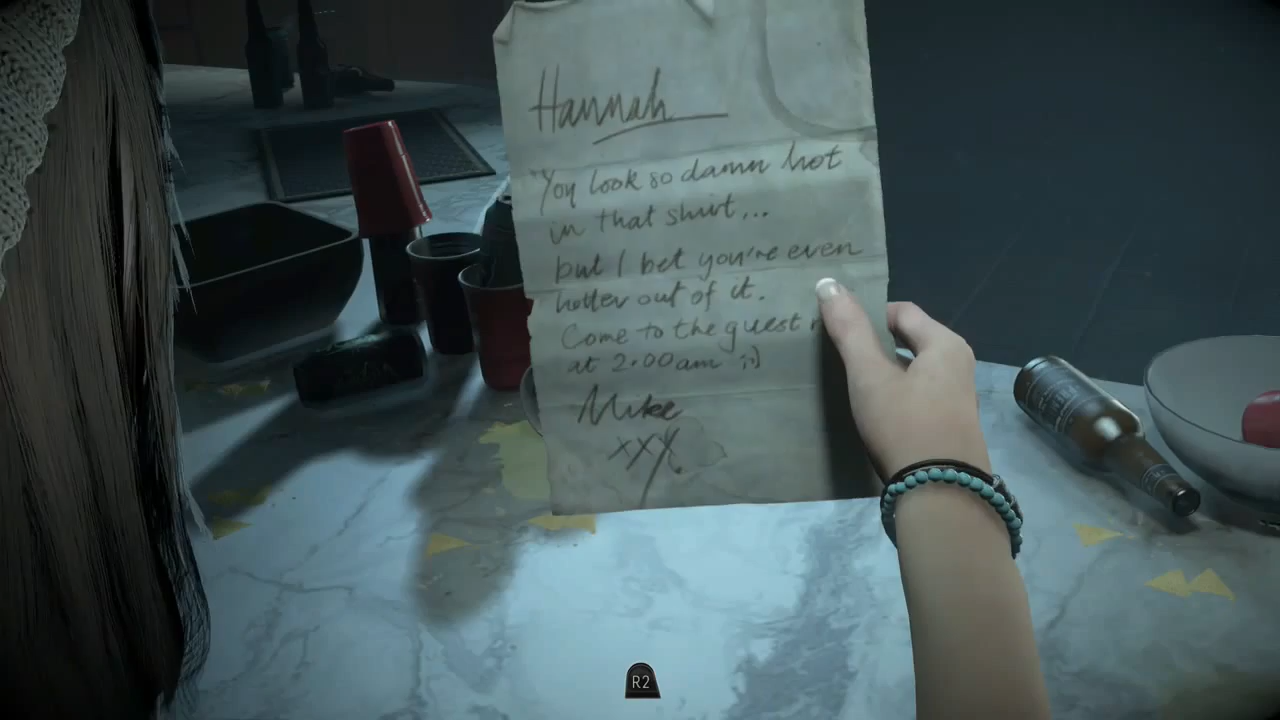 Hannah
You look so damn hot
in that shirt...
but I bet you're even
hotter out of it.
Come to the guest
at 2:00am ;)
Mike
xxx
R2